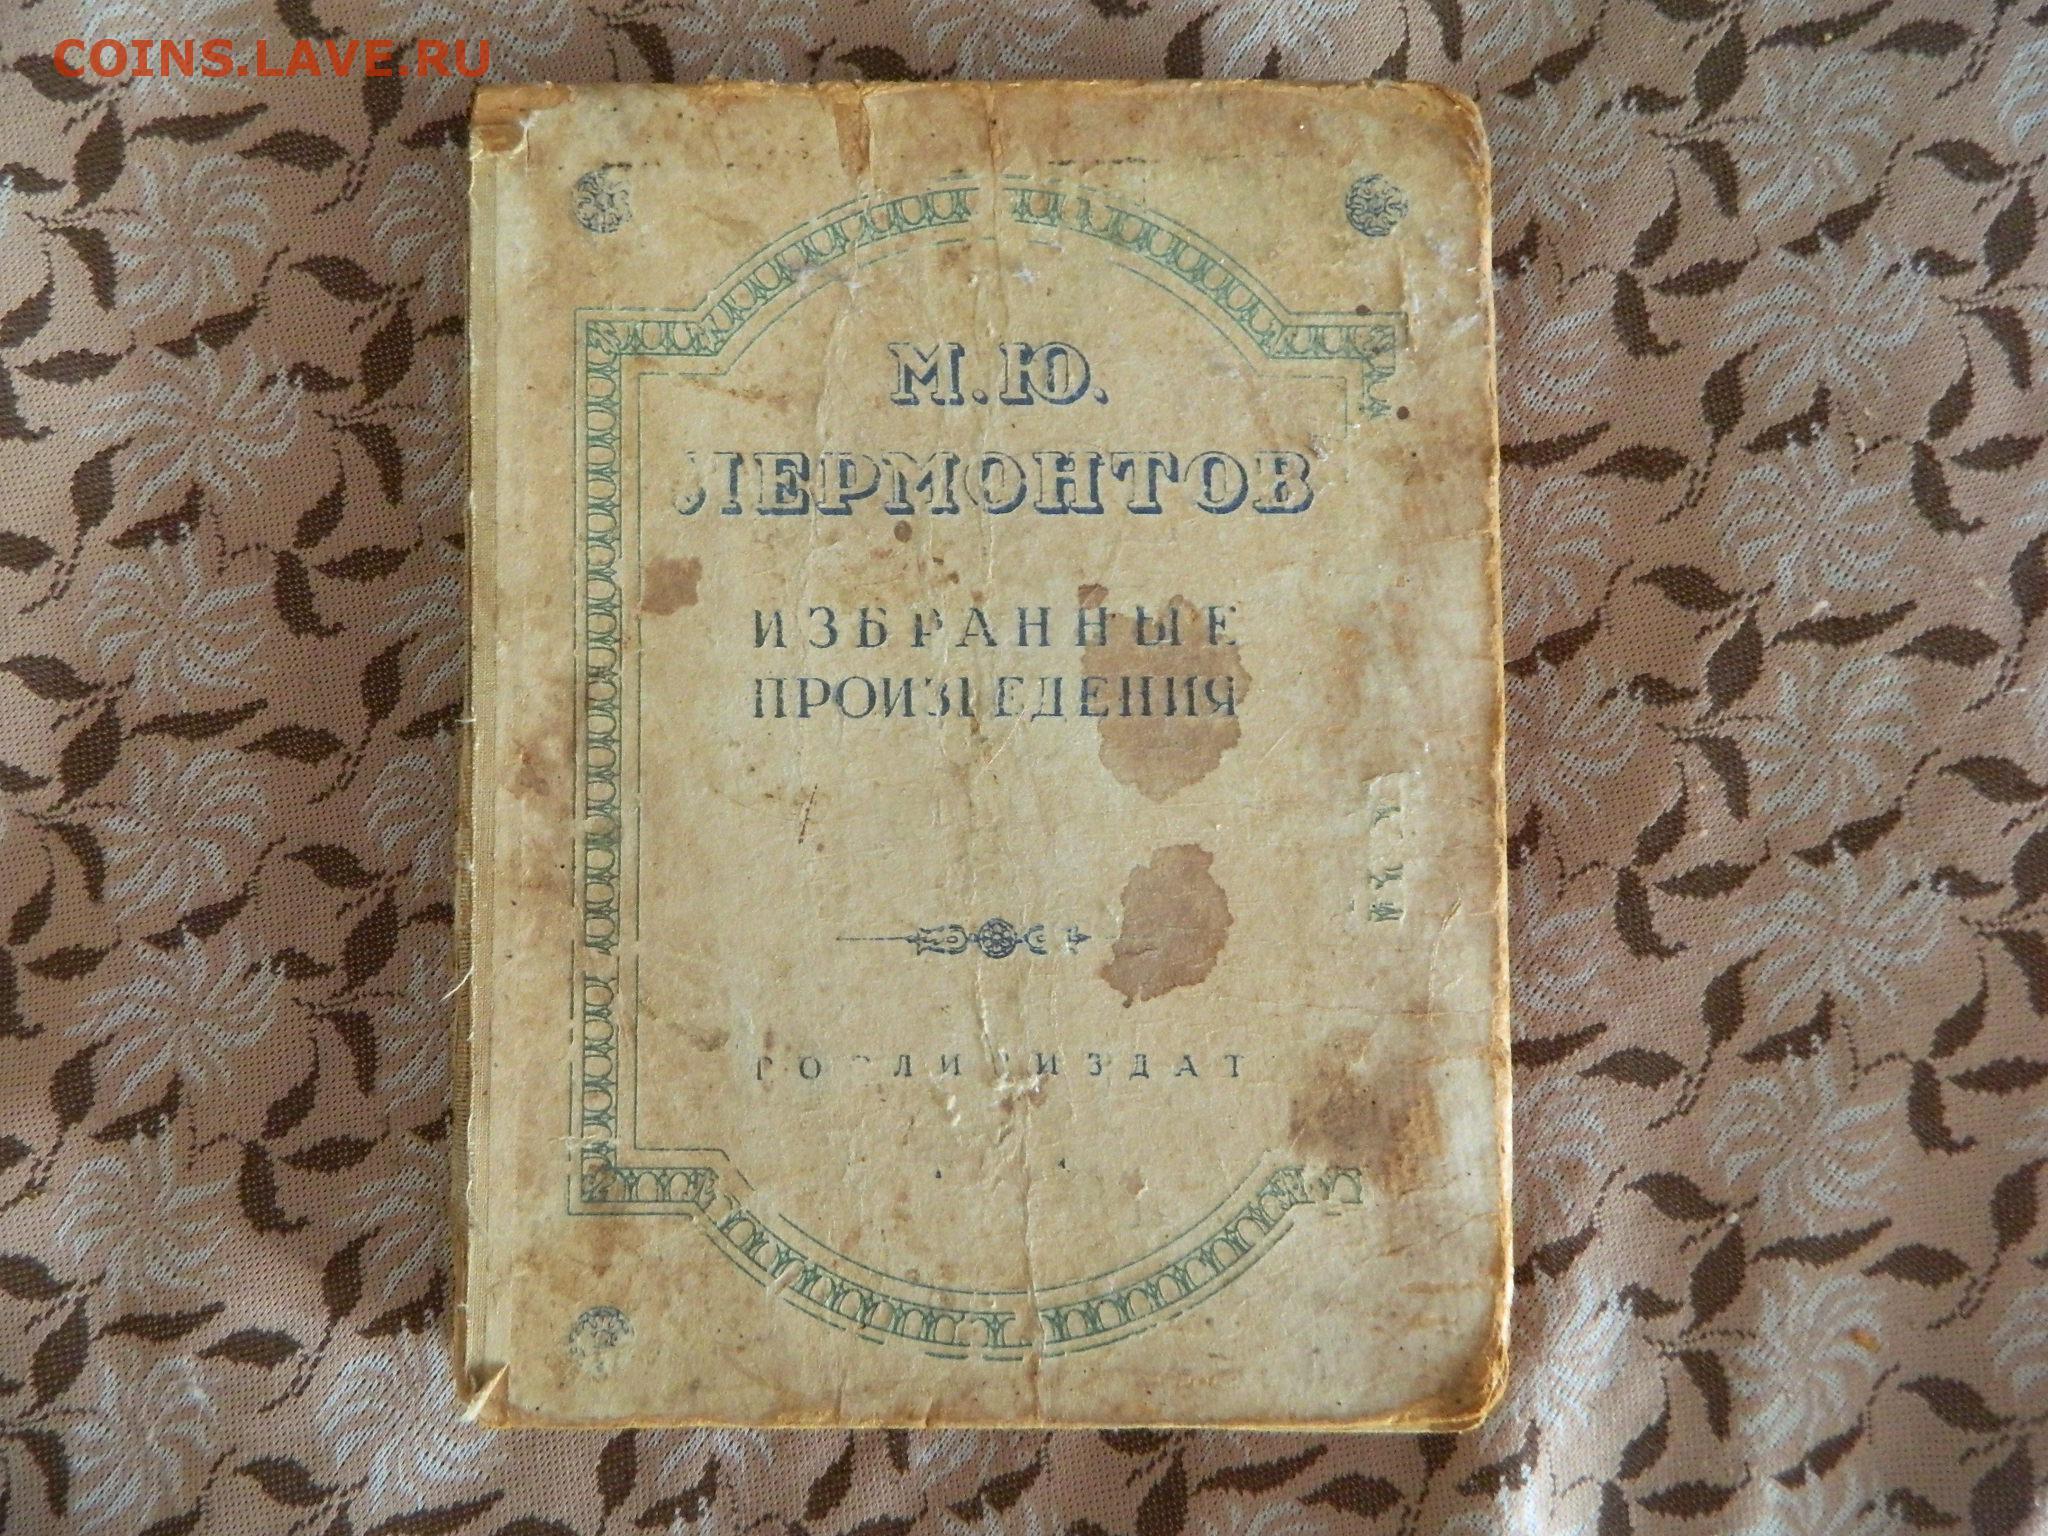 COINS.LAVE.RU
М.Ю.
ЛЕРМОНТОВ
ИЗБРАННЫЕ
ПРОИЗВЕДЕНИЯ
ГОСЛИТИЗДАТ